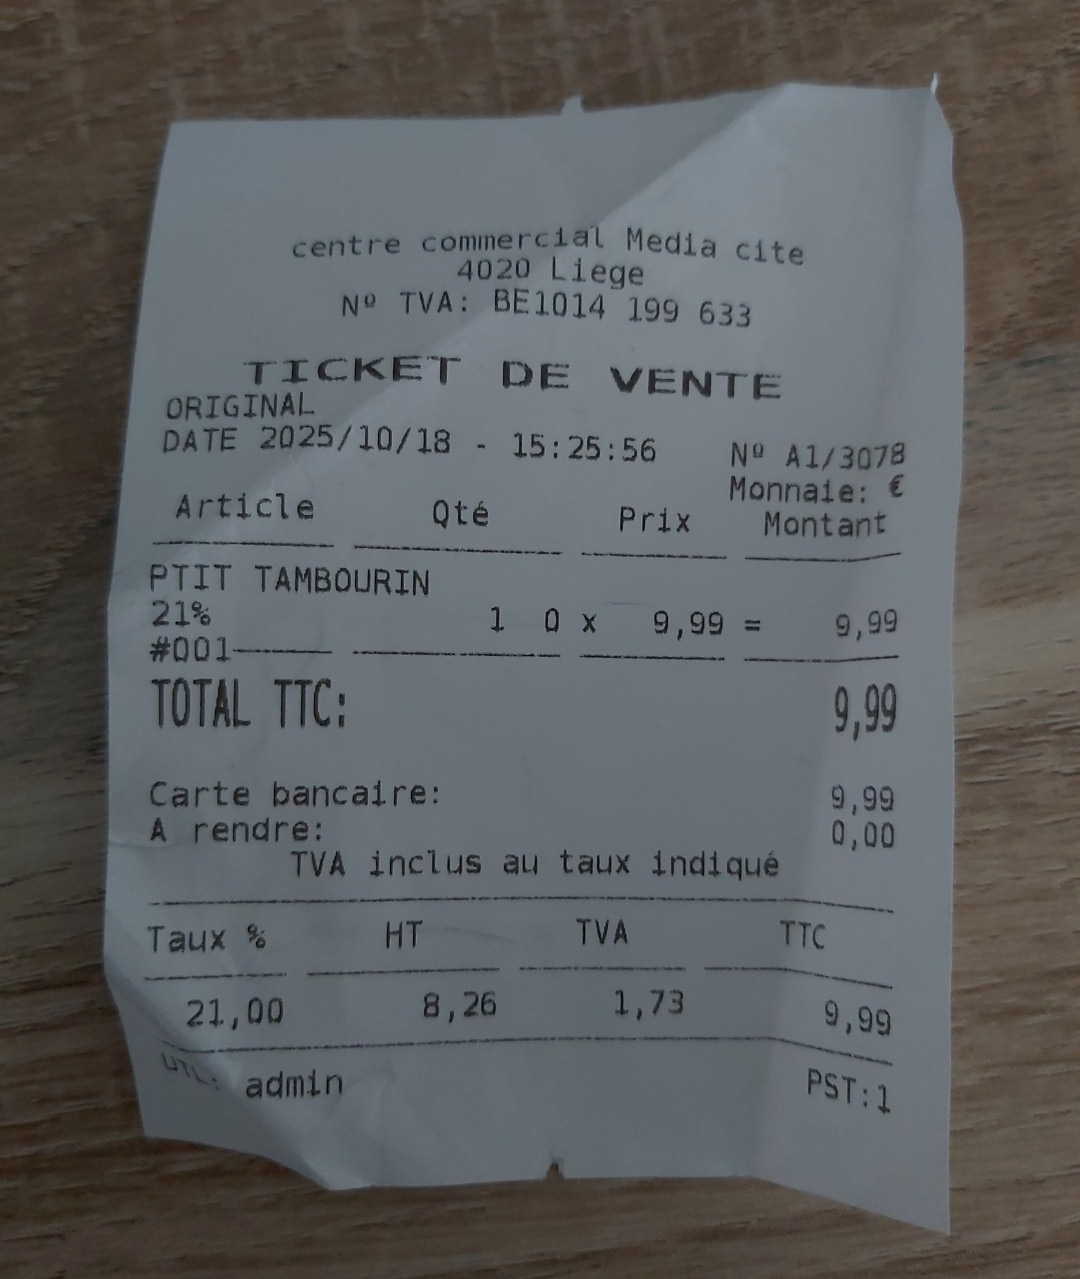 centre commercial Media cite
4020 Liege
Nº TVA: BE1014 199 633
TICKET DE VENTE
ORIGINAL
DATE 2025/10/18 - 15:25:56 Nº A1/3078
Monnaie: €
Article Qté Prix Montant
PTIT TAMBOURIN
21% 1 0 x 9,99 = 9,99
#001
TOTAL TTC: 9,99
Carte bancaire: 9,99
A rendre: 0,00
TVA inclus au taux indiqué
Taux % HT TVA TTC
21,00 8,26 1,73 9,99
UTL: admin PST:1